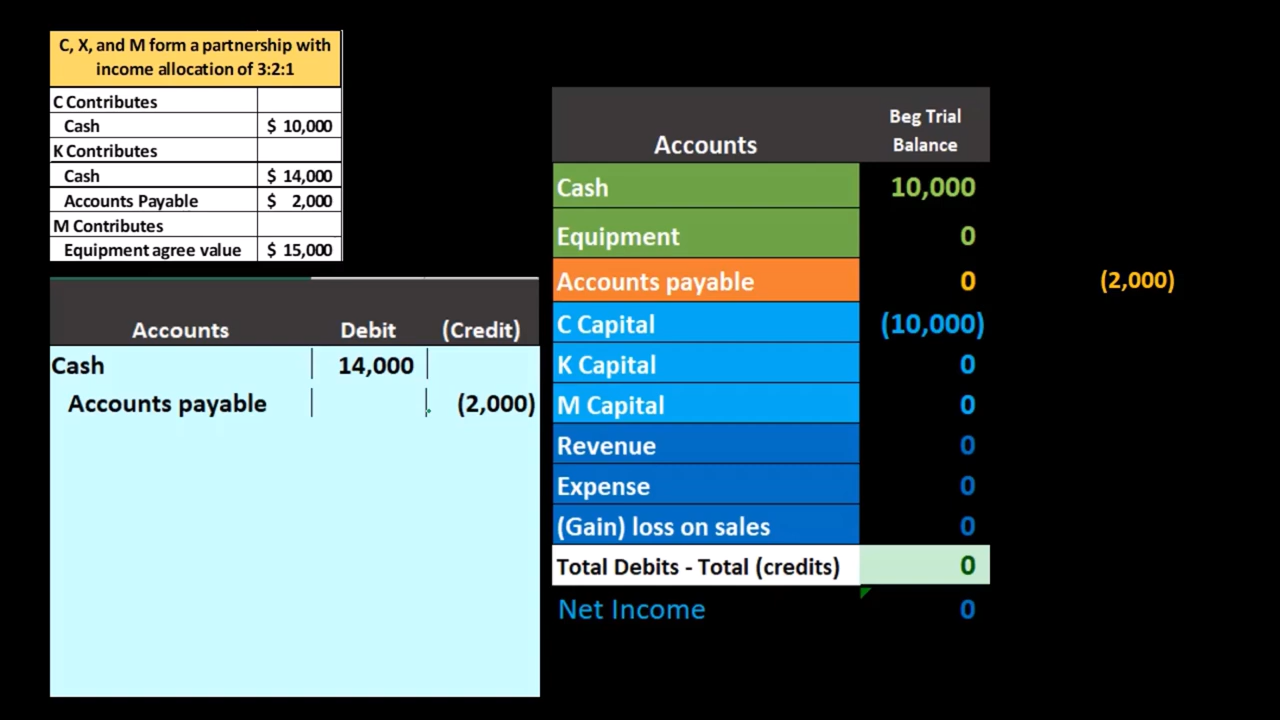 C, X, and M form a partnership with
income allocation of 3:2:1
C Contributes
Cash $ 10,000
K Contributes
Cash $ 14,000
Accounts Payable $ 2,000
M Contributes
Equipment agree value $ 15,000
Accounts Debit (Credit)
Cash 14,000
Accounts payable (2,000)
Accounts Beg Trial
Balance
Cash 10,000
Equipment 0
Accounts payable 0 (2,000)
C Capital (10,000)
K Capital 0
M Capital 0
Revenue 0
Expense 0
(Gain) loss on sales 0
Total Debits - Total (credits) 0
Net Income 0